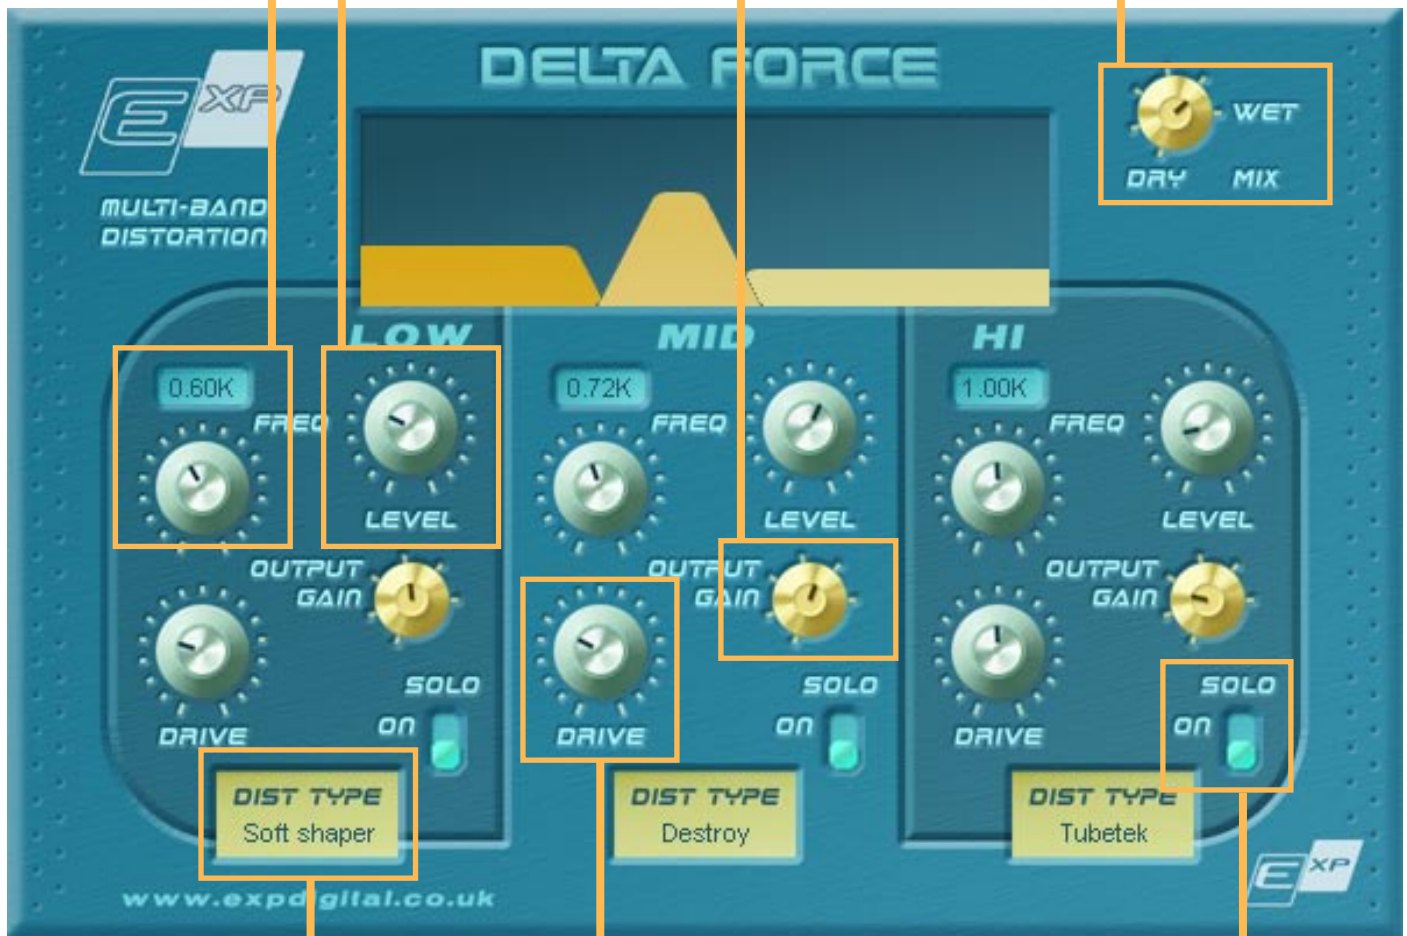 DELTA FORCE
EXP
MULTI-BAND
DISTORTION
WET
DRY MIX
LOW MID HI
0.60K
FREQ
LEVEL
OUTPUT
GAIN
DRIVE
SOLO
ON
DIST TYPE
Soft shaper
0.72K
FREQ
LEVEL
OUTPUT
GAIN
DRIVE
SOLO
ON
DIST TYPE
Destroy
1.00K
FREQ
LEVEL
OUTPUT
GAIN
DRIVE
SOLO
ON
DIST TYPE
Tubetek
www.expdigital.co.uk
EXP